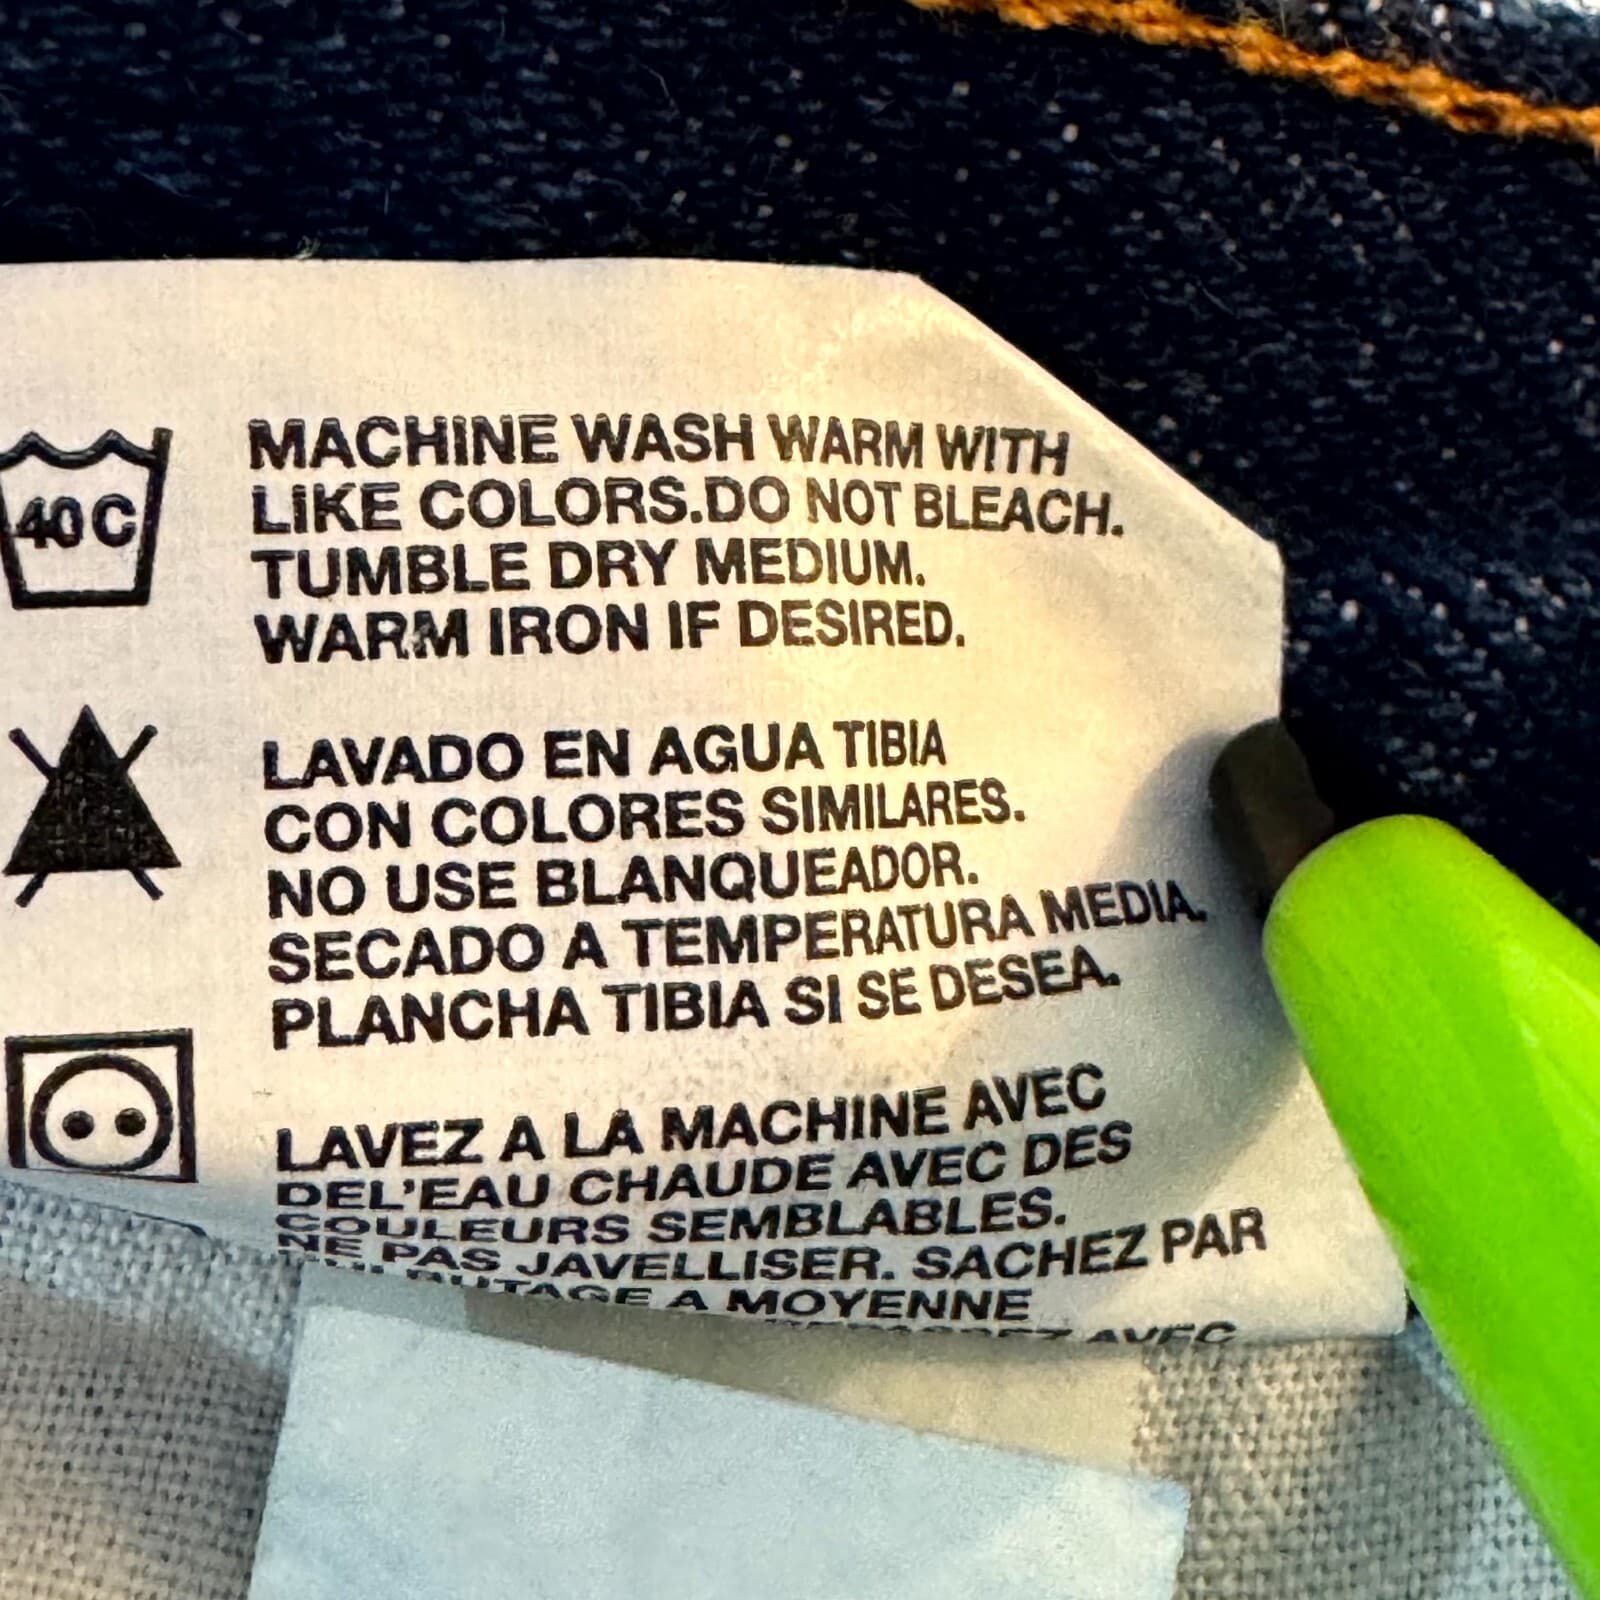 40C
MACHINE WASH WARM WITH
LIKE COLORS.DO NOT BLEACH.
TUMBLE DRY MEDIUM.
WARM IRON IF DESIRED.
LAVADO EN AGUA TIBIA
CON COLORES SIMILARES.
NO USE BLANQUEADOR.
SECADO A TEMPERATURA MEDIA.
PLANCHA TIBIA SI SE DESEA.
LAVEZ A LA MACHINE AVEC
DEL'EAU CHAUDE AVEC DES
COULEURS SEMBLABLES.
NE PAS JAVELLISER. SACHEZ PAR
A MOYENNE
AVEC